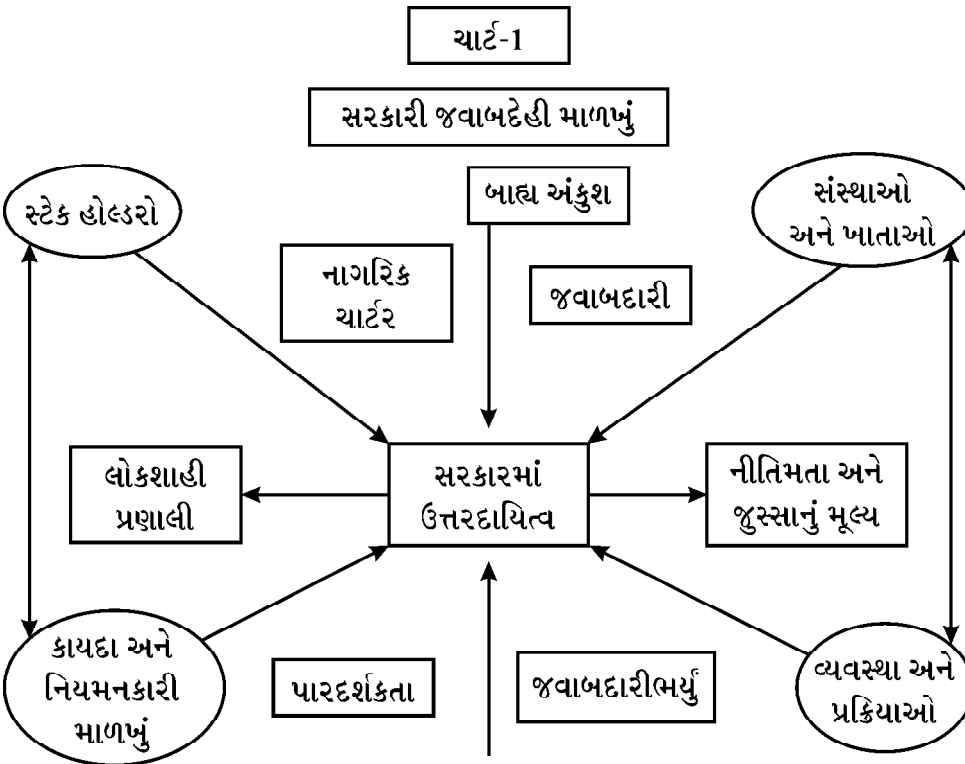 ચાર્ટ-1
સરકારી જવાબદેહી માળખું
સ્ટેક હોલ્ડરો
બાહ્ય અંકુશ
સંસ્થાઓ
અને ખાતાઓ
નાગરિક
ચાર્ટર
જવાબદારી
લોકશાહી
પ્રણાલી
સરકારમાં
ઉત્તરદાયિત્વ
નીતિમતા અને
જુસ્સાનું મૂલ્ય
કાયદા અને
નિયમનકારી
માળખું
પારદર્શકતા
જવાબદારીભર્યું
વ્યવસ્થા અને
પ્રક્રિયાઓ